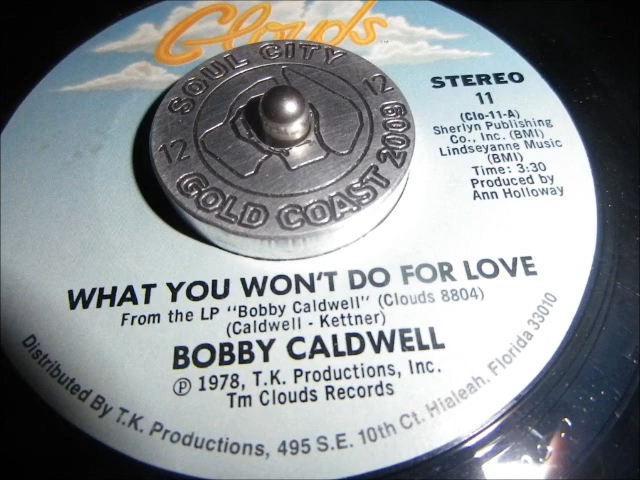 Clouds
SOUL CITY
12
12
GOLD COAST 2009
STEREO
11
(Clo-11-A)
Sherlyn Publishing
Co., Inc. (BMI)
Lindseyanne Music
(BMI)
Time: 3:30
Produced by
Ann Holloway
WHAT YOU WON'T DO FOR LOVE
From the LP "Bobby Caldwell" (Clouds 8804)
(Caldwell - Kettner)
BOBBY CALDWELL
℗ 1978, T.K. Productions, Inc.
Tm Clouds Records
Distributed By T.K. Productions, 495 S.E. 10th Ct. Hialeah, Florida 33010